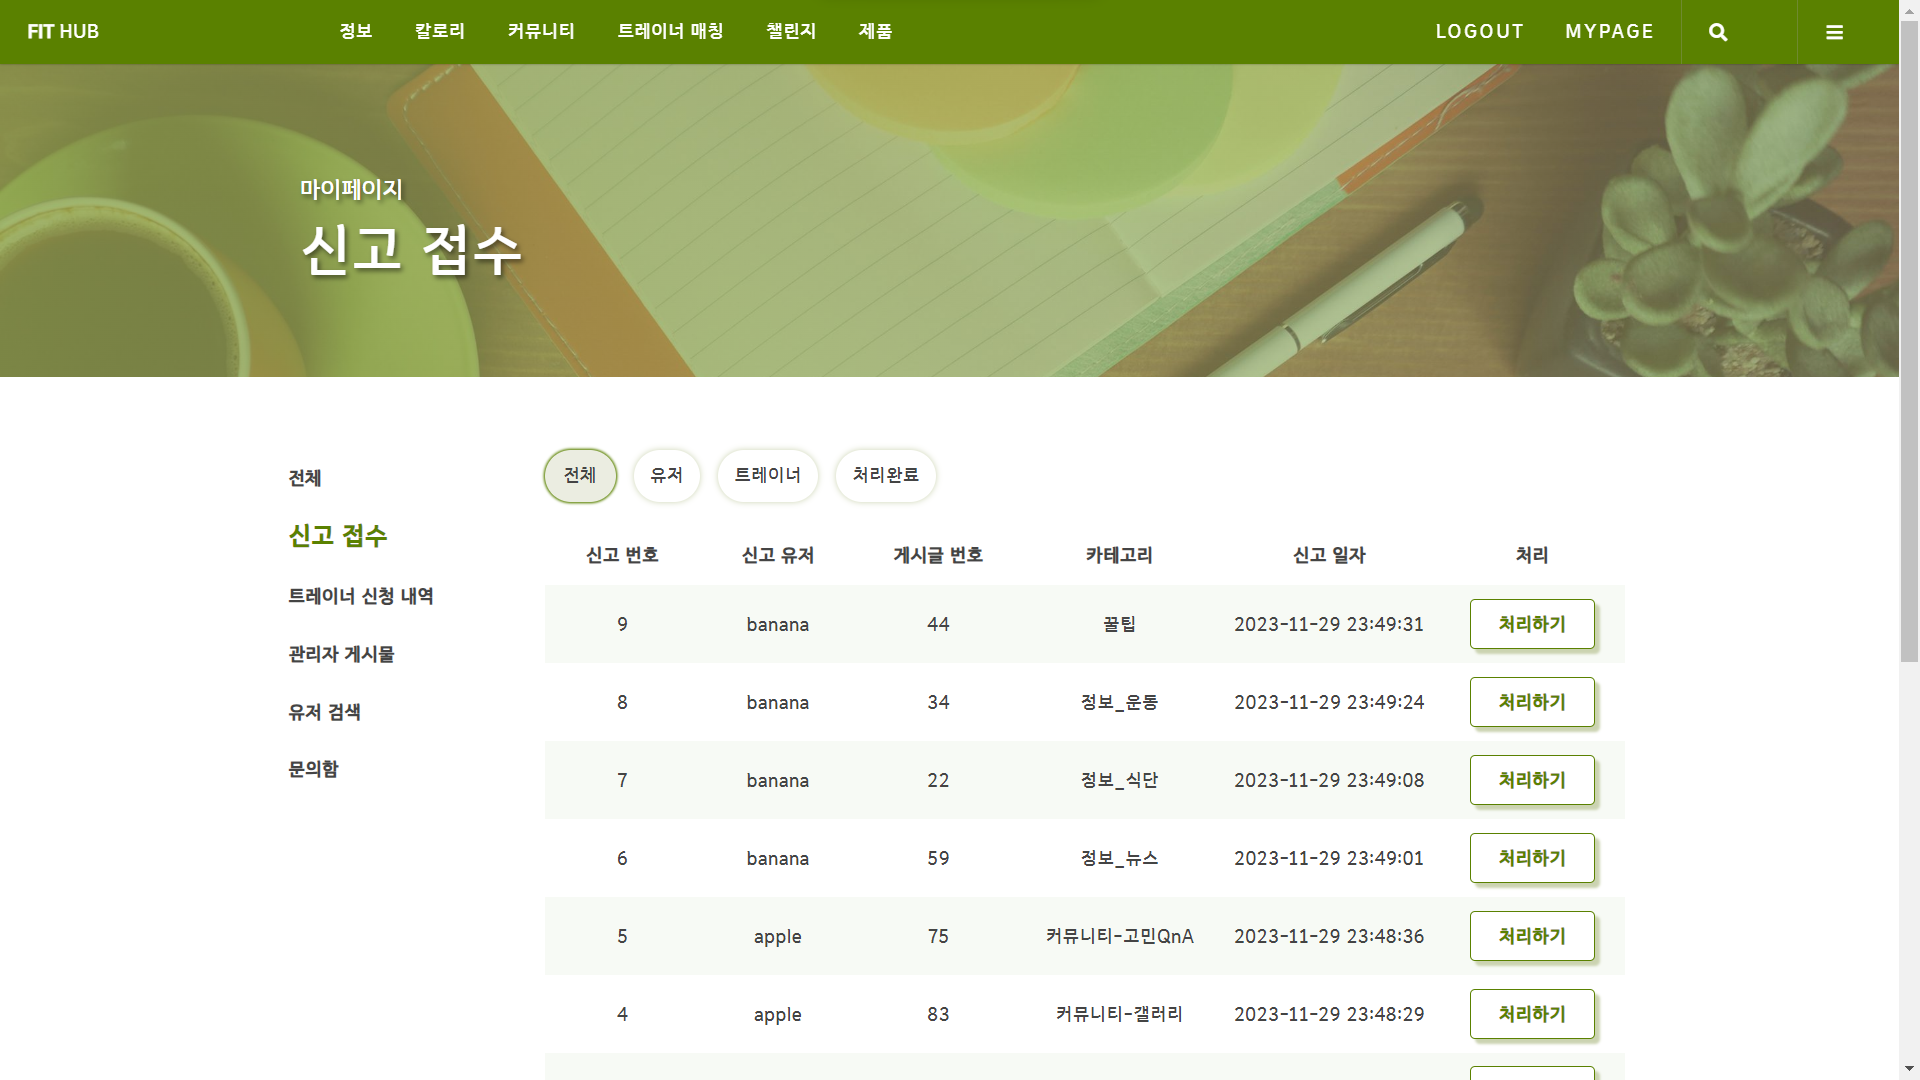 FIT HUB 정보 칼로리 커뮤니티 트레이너 매칭 챌린지 제품 LOGOUT MYPAGE
마이페이지
신고 접수
전체
신고 접수
트레이너 신청 내역
관리자 게시물
유저 검색
문의함
전체 유저 트레이너 처리완료
신고 번호 신고 유저 게시글 번호 카테고리 신고 일자 처리
9 banana 44 꿀팁 2023-11-29 23:49:31 처리하기
8 banana 34 정보_운동 2023-11-29 23:49:24 처리하기
7 banana 22 정보_식단 2023-11-29 23:49:08 처리하기
6 banana 59 정보_뉴스 2023-11-29 23:49:01 처리하기
5 apple 75 커뮤니티-고민QnA 2023-11-29 23:48:36 처리하기
4 apple 83 커뮤니티-갤러리 2023-11-29 23:48:29 처리하기